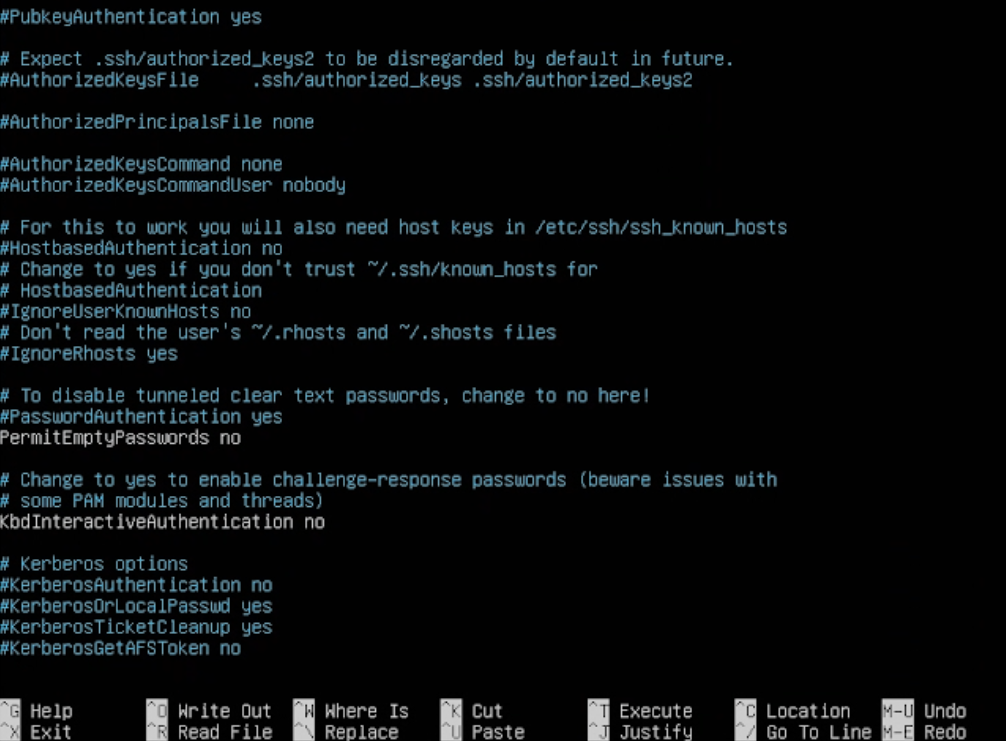 #PubkeyAuthentication yes
# Expect .ssh/authorized_keys2 to be disregarded by default in future.
#AuthorizedKeysFile     .ssh/authorized_keys .ssh/authorized_keys2
#AuthorizedPrincipalsFile none
#AuthorizedKeysCommand none
#AuthorizedKeysCommandUser nobody
# For this to work you will also need host keys in /etc/ssh/ssh_known_hosts
#HostbasedAuthentication no
# Change to yes if you don't trust ~/.ssh/known_hosts for
# HostbasedAuthentication
#IgnoreUserKnownHosts no
# Don't read the user's ~/.rhosts and ~/.shosts files
#IgnoreRhosts yes
# To disable tunneled clear text passwords, change to no here!
#PasswordAuthentication yes
PermitEmptyPasswords no
# Change to yes to enable challenge-response passwords (beware issues with
# some PAM modules and threads)
KbdInteractiveAuthentication no
# Kerberos options
#KerberosAuthentication no
#KerberosOrLocalPasswd yes
#KerberosTicketCleanup yes
#KerberosGetAFSToken no
^G Help ^O Write Out ^W Where Is ^K Cut ^T Execute ^C Location M-U Undo
^X Exit ^R Read File ^\ Replace ^U Paste ^J Justify ^/ Go To Line M-E Redo